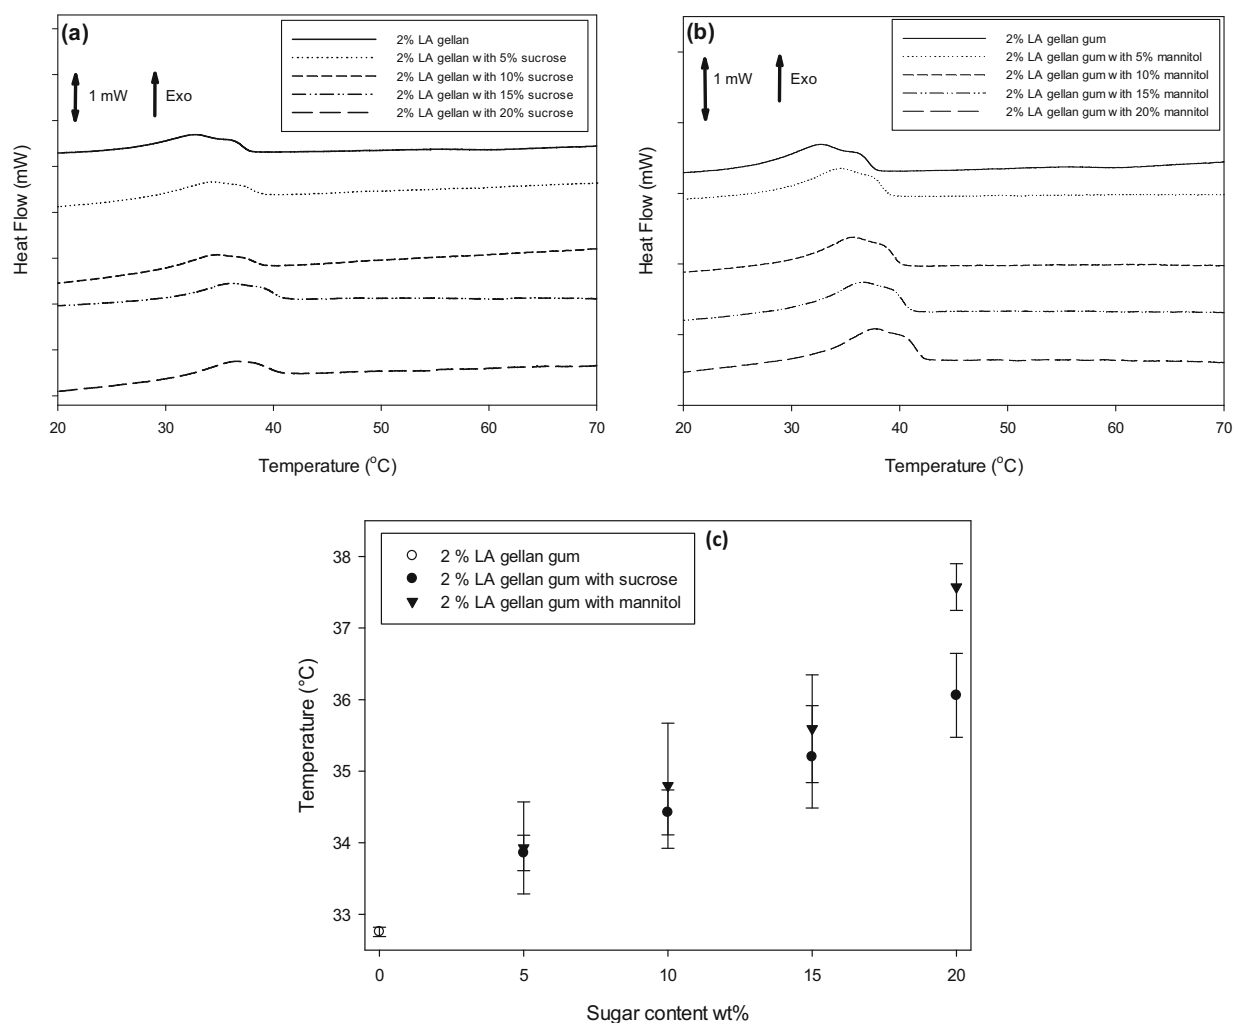 (a)
2% LA gellan
2% LA gellan with 5% sucrose
2% LA gellan with 10% sucrose
2% LA gellan with 15% sucrose
2% LA gellan with 20% sucrose
1 mW
Exo
Heat Flow (mW)
20 30 40 50 60 70
Temperature (°C)
(b)
2% LA gellan gum
2% LA gellan gum with 5% mannitol
2% LA gellan gum with 10% mannitol
2% LA gellan gum with 15% mannitol
2% LA gellan gum with 20% mannitol
1 mW
Exo
Heat Flow (mW)
20 30 40 50 60 70
Temperature (°C)
(c)
2 % LA gellan gum
2 % LA gellan gum with sucrose
2 % LA gellan gum with mannitol
Temperature (°C)
38
37
36
35
34
33
0 5 10 15 20
Sugar content wt%